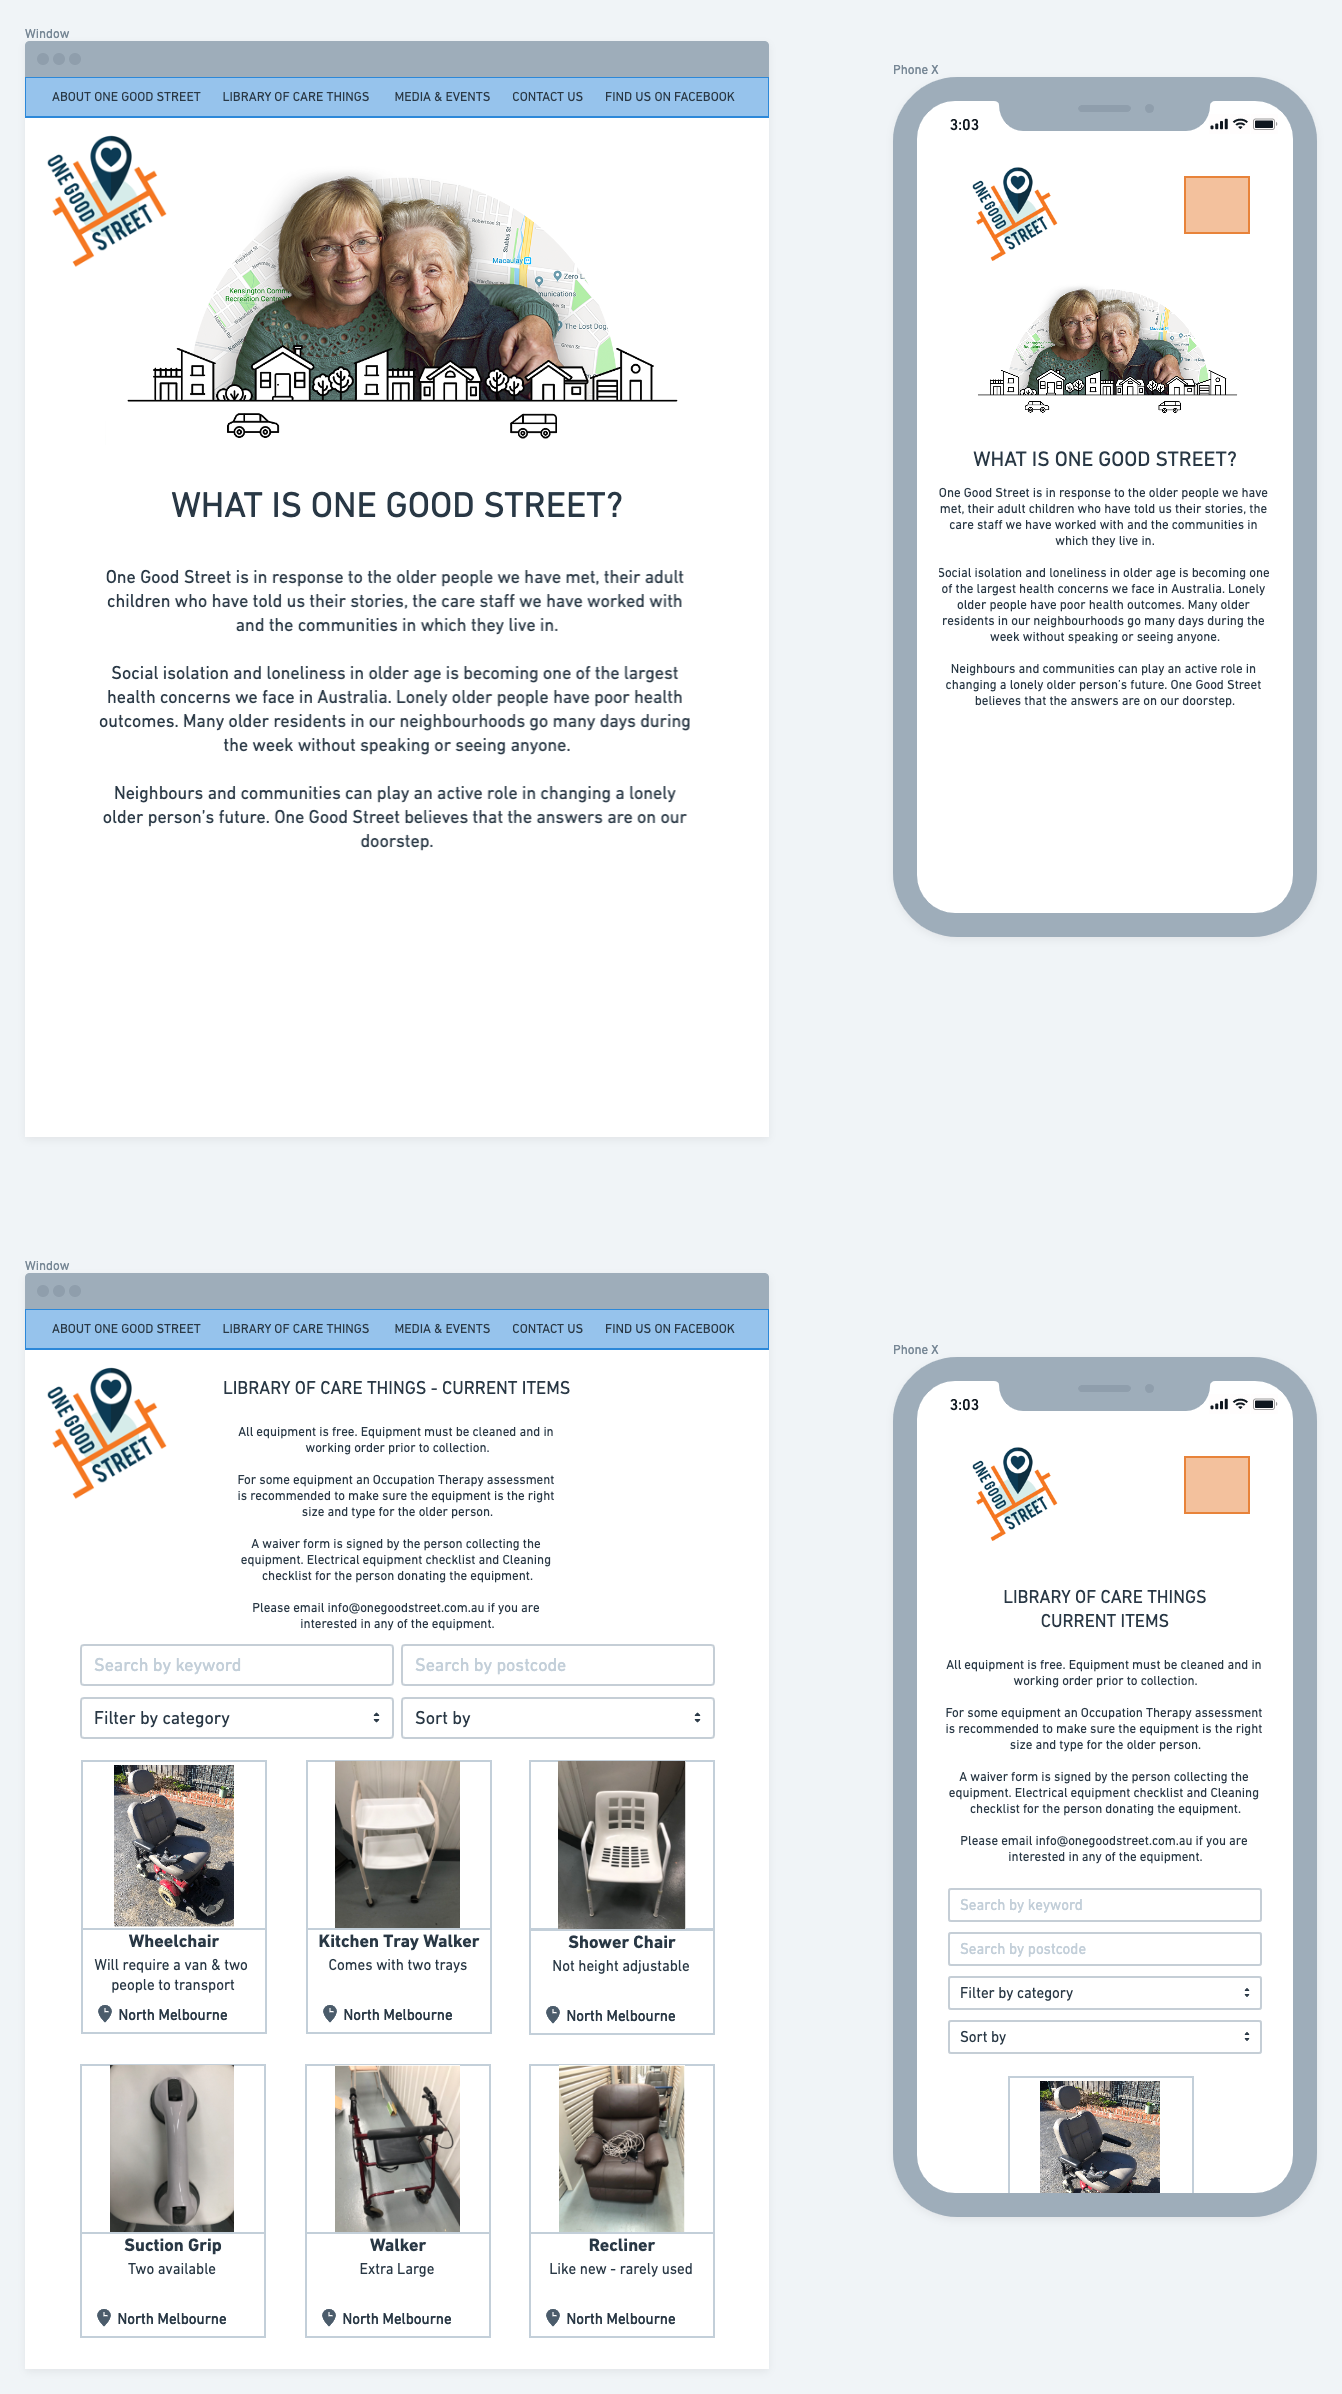 Window
ABOUT ONE GOOD STREET
LIBRARY OF CARE THINGS
MEDIA & EVENTS
CONTACT US
FIND US ON FACEBOOK
ONE GOOD
STREET
Macaulay
Zero L.
The Lost Dog.
Kensington Comm
Recreation Centre
Stubbs St
WHAT IS ONE GOOD STREET?
One Good Street is in response to the older people we have met, their adult
children who have told us their stories, the care staff we have worked with
and the communities in which they live in.
Social isolation and loneliness in older age is becoming one of the largest
health concerns we face in Australia. Lonely older people have poor health
outcomes. Many older residents in our neighbourhoods go many days during
the week without speaking or seeing anyone.
Neighbours and communities can play an active role in changing a lonely
older person's future. One Good Street believes that the answers are on our
doorstep.
Phone X
3:03
ONE GOOD
STREET
WHAT IS ONE GOOD STREET?
One Good Street is in response to the older people we have
met, their adult children who have told us their stories, the
care staff we have worked with and the communities in
which they live in.
Social isolation and loneliness in older age is becoming one
of the largest health concerns we face in Australia. Lonely
older people have poor health outcomes. Many older
residents in our neighbourhoods go many days during the
week without speaking or seeing anyone.
Neighbours and communities can play an active role in
changing a lonely older person's future. One Good Street
believes that the answers are on our doorstep.
Window
ABOUT ONE GOOD STREET
LIBRARY OF CARE THINGS
MEDIA & EVENTS
CONTACT US
FIND US ON FACEBOOK
ONE GOOD
STREET
LIBRARY OF CARE THINGS - CURRENT ITEMS
All equipment is free. Equipment must be cleaned and in
working order prior to collection.
For some equipment an Occupation Therapy assessment
is recommended to make sure the equipment is the right
size and type for the older person.
A waiver form is signed by the person collecting the
equipment. Electrical equipment checklist and Cleaning
checklist for the person donating the equipment.
Please email info@onegoodstreet.com.au if you are
interested in any of the equipment.
Search by keyword
Search by postcode
Filter by category
Sort by
Wheelchair
Will require a van & two
people to transport
North Melbourne
Kitchen Tray Walker
Comes with two trays
North Melbourne
Shower Chair
Not height adjustable
North Melbourne
Suction Grip
Two available
North Melbourne
Walker
Extra Large
North Melbourne
Recliner
Like new - rarely used
North Melbourne
Phone X
3:03
ONE GOOD
STREET
LIBRARY OF CARE THINGS
CURRENT ITEMS
All equipment is free. Equipment must be cleaned and in
working order prior to collection.
For some equipment an Occupation Therapy assessment
is recommended to make sure the equipment is the right
size and type for the older person.
A waiver form is signed by the person collecting the
equipment. Electrical equipment checklist and Cleaning
checklist for the person donating the equipment.
Please email info@onegoodstreet.com.au if you are
interested in any of the equipment.
Search by keyword
Search by postcode
Filter by category
Sort by